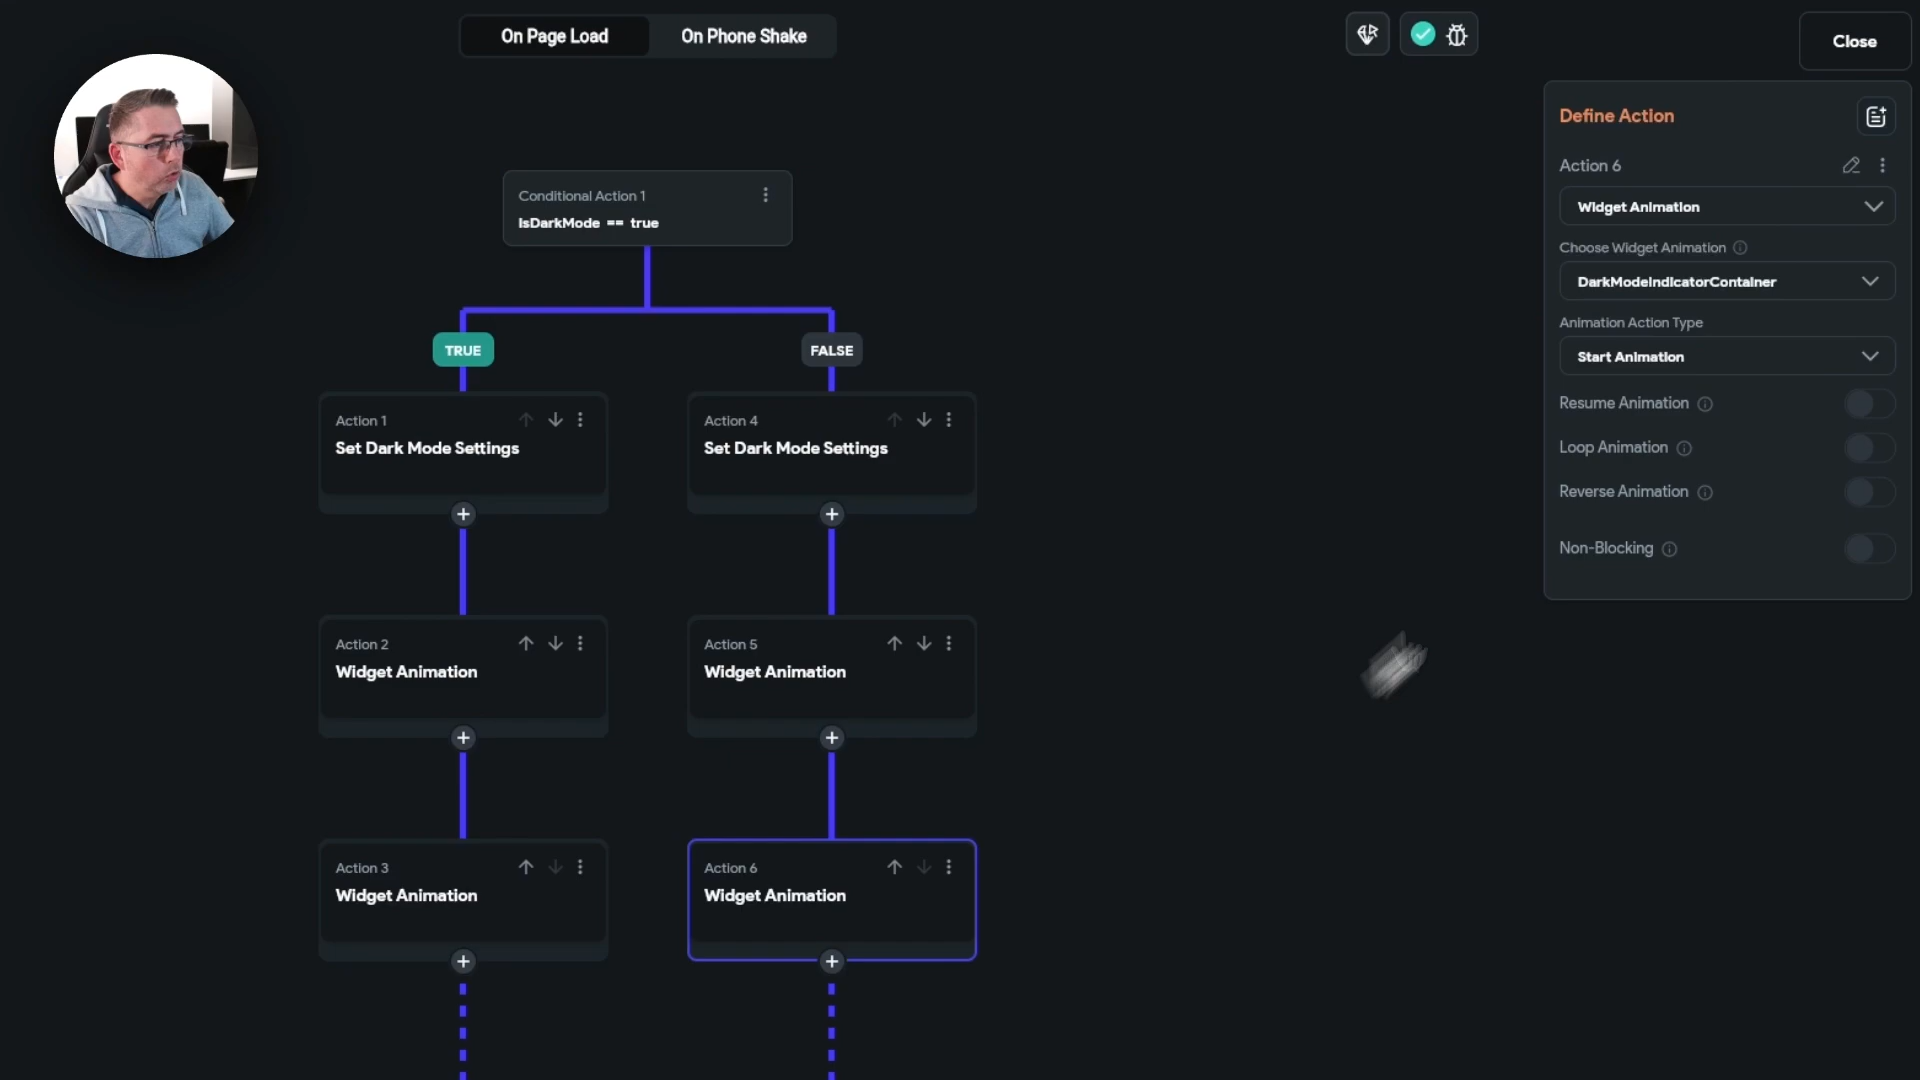 On Page Load
On Phone Shake
Close
Define Action
Action 6
Widget Animation
Choose Widget Animation
DarkModeIndicatorContainer
Animation Action Type
Start Animation
Resume Animation
Loop Animation
Reverse Animation
Non-Blocking
Conditional Action 1
IsDarkMode == true
TRUE
FALSE
Action 1
Set Dark Mode Settings
Action 4
Set Dark Mode Settings
Action 2
Widget Animation
Action 5
Widget Animation
Action 3
Widget Animation
Action 6
Widget Animation